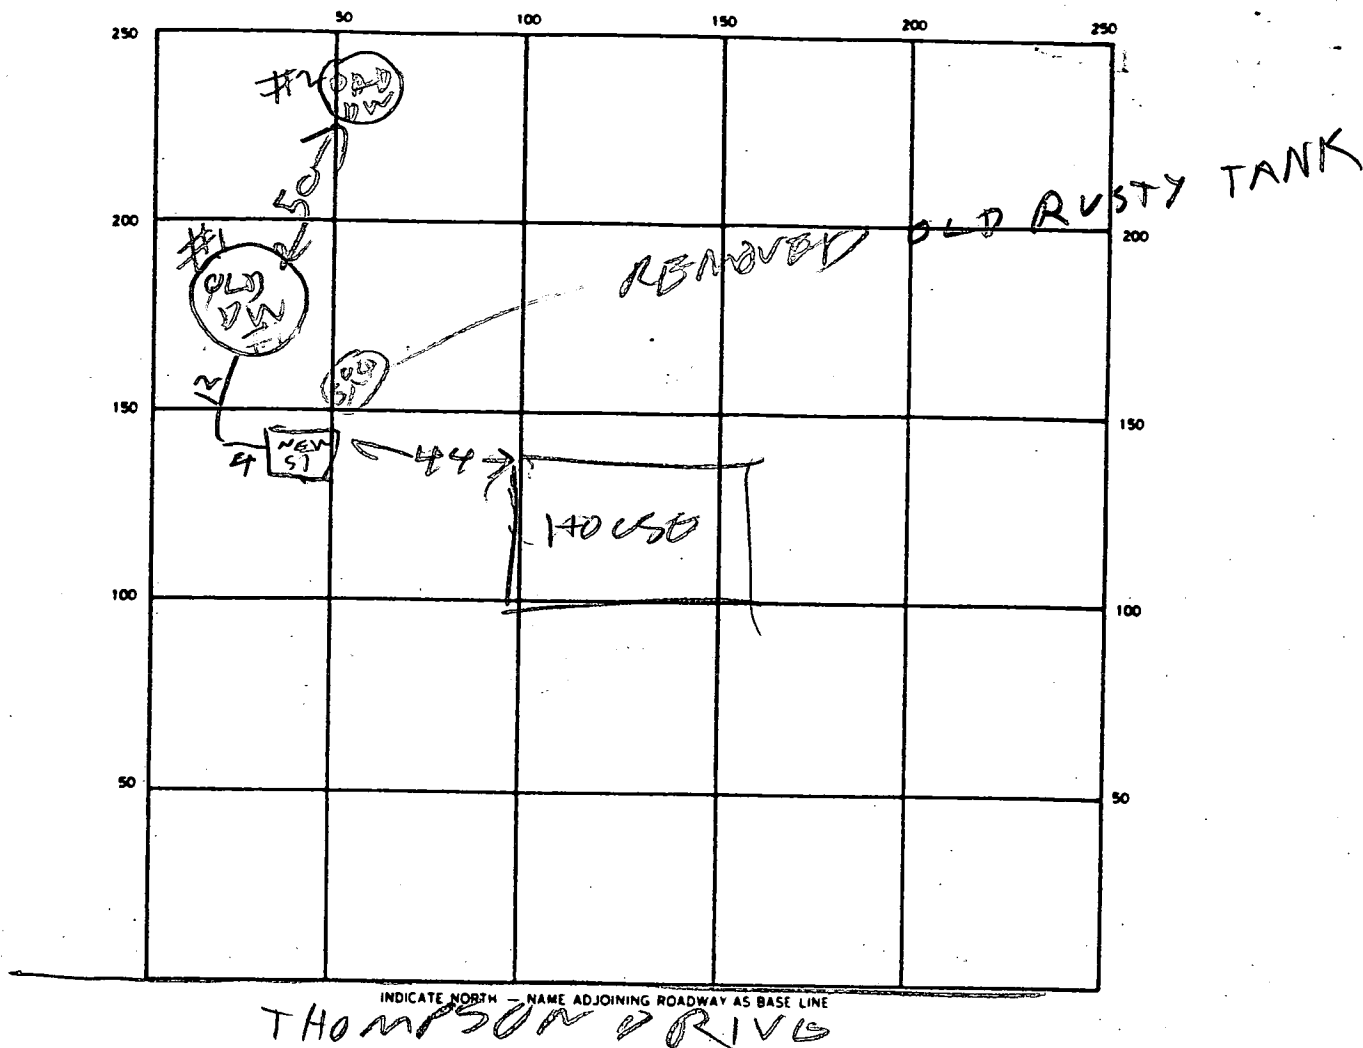 50 100 150 200 250
250
#2 OLD DW
50
200 200
#1
OLD
DW
REMOVED OLD RUSTY TANK
OLD
ST
12
150 150
4
NEW
ST
44
HOUSE
100 100
50 50
INDICATE NORTH — NAME ADJOINING ROADWAY AS BASE LINE
THOMPSON DRIVE